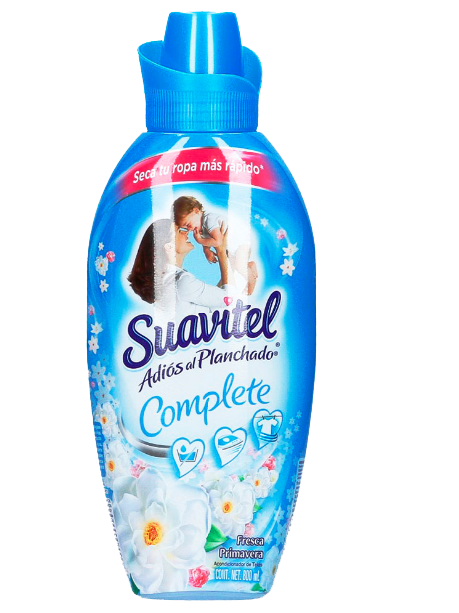 Seca tu ropa más rápido*
Suavitel
Adiós al Planchado®
Complete
Fresca
Primavera
Acondicionador de Telas
CONT. NET. 800 mL